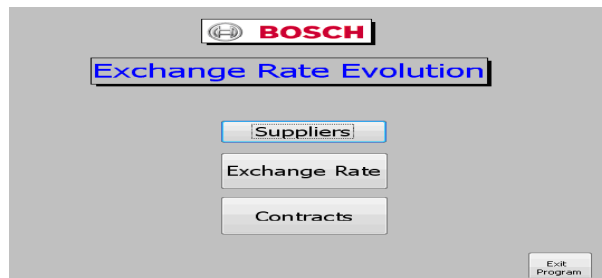 BOSCH
Exchange Rate Evolution
Suppliers
Exchange Rate
Contracts
Exit
Program